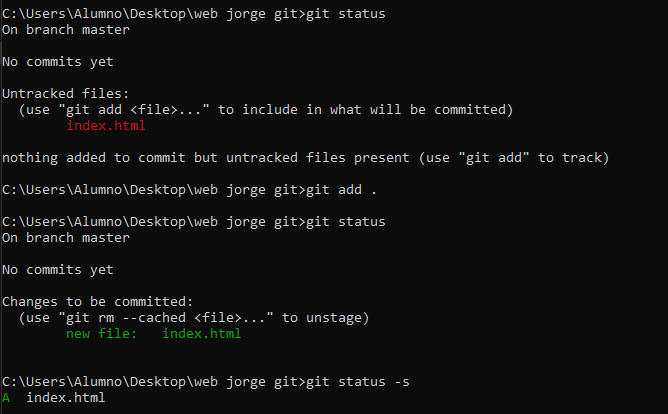 C:\Users\Alumno\Desktop\web jorge git>git status
On branch master
No commits yet
Untracked files:
(use "git add <file>..." to include in what will be committed)
index.html
nothing added to commit but untracked files present (use "git add" to track)
C:\Users\Alumno\Desktop\web jorge git>git add .
C:\Users\Alumno\Desktop\web jorge git>git status
On branch master
No commits yet
Changes to be committed:
(use "git rm --cached <file>..." to unstage)
new file:   index.html
C:\Users\Alumno\Desktop\web jorge git>git status -s
A  index.html